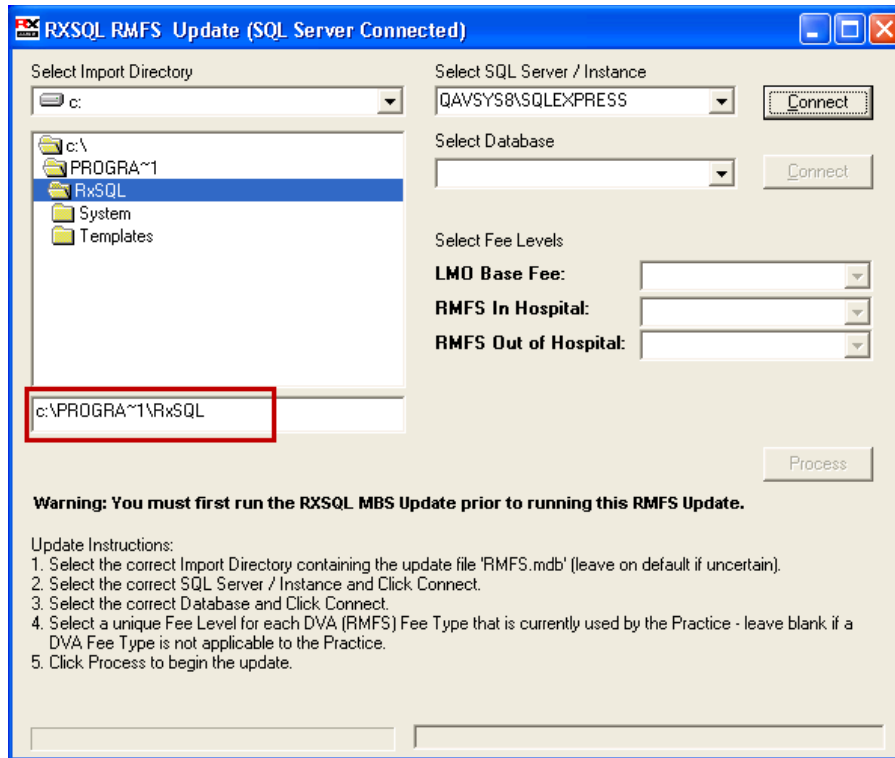 RX
RXSQL RMFS Update (SQL Server Connected)
Select Import Directory
c:
c:\
PROGRA~1
RxSQL
System
Templates
c:\PROGRA~1\RxSQL
Select SQL Server / Instance
QAVSYS8\SQLEXPRESS
Connect
Select Database
Connect
Select Fee Levels
LMO Base Fee:
RMFS In Hospital:
RMFS Out of Hospital:
Process
Warning: You must first run the RXSQL MBS Update prior to running this RMFS Update.
Update Instructions:
1. Select the correct Import Directory containing the update file 'RMFS.mdb' (leave on default if uncertain).
2. Select the correct SQL Server / Instance and Click Connect.
3. Select the correct Database and Click Connect.
4. Select a unique Fee Level for each DVA (RMFS) Fee Type that is currently used by the Practice - leave blank if a
DVA Fee Type is not applicable to the Practice.
5. Click Process to begin the update.